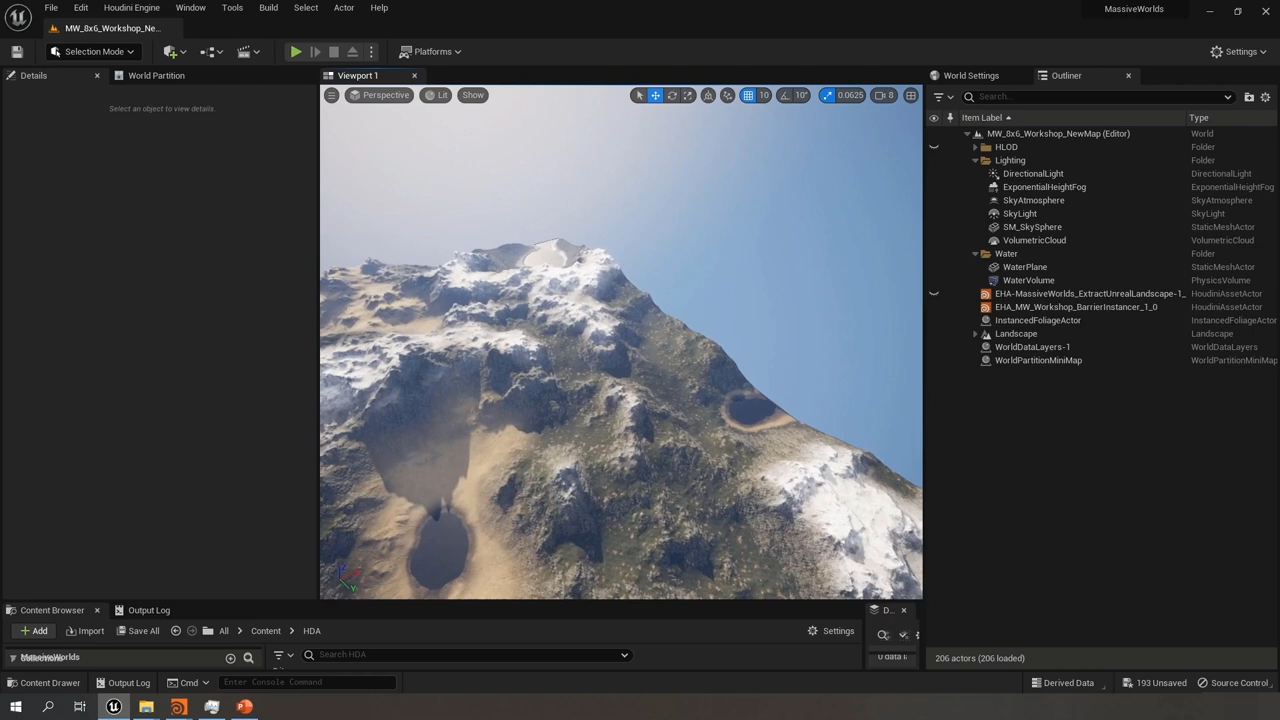 File Edit Houdini Engine Window Tools Build Select Actor Help
MassiveWorlds
MW_8x6_Workshop_Ne...
Selection Mode
Platforms
Settings
Details
World Partition
Viewport 1
World Settings
Outliner
Select an object to view details.
Perspective
Lit
Show
10
10°
0.0625
8
Search...
Item Label
Type
MW_8x6_Workshop_NewMap (Editor) World
HLOD Folder
Lighting Folder
DirectionalLight DirectionalLight
ExponentialHeightFog ExponentialHeightFog
SkyAtmosphere SkyAtmosphere
SkyLight SkyLight
SM_SkySphere StaticMeshActor
VolumetricCloud VolumetricCloud
Water Folder
WaterPlane StaticMeshActor
WaterVolume PhysicsVolume
EHA-MassiveWorlds_ExtractUnrealLandscape-1_ HoudiniAssetActor
EHA_MW_Workshop_BarrierInstancer_1_0 HoudiniAssetActor
InstancedFoliageActor InstancedFoliageActor
Landscape Landscape
WorldDataLayers-1 WorldDataLayers
WorldPartitionMiniMap WorldPartitionMiniMap
206 actors (206 loaded)
Content Browser
Output Log
D...
Add
Import
Save All
All
Content
HDA
Settings
MassiveWorlds
Search HDA
Content Drawer
Output Log
Cmd
Enter Console Command
Derived Data
193 Unsaved
Source Control